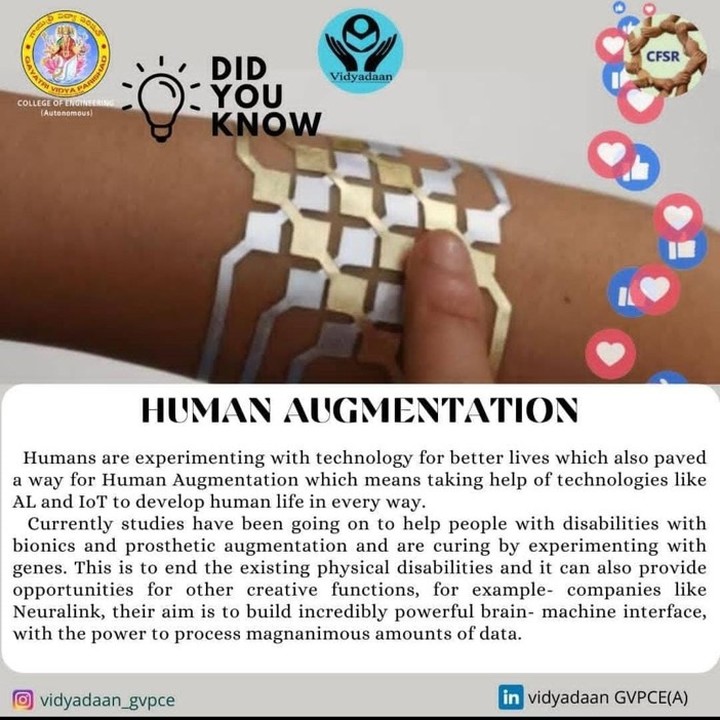 గాయత్రి విద్యా పరిషద్
GAYATRI VIDYA PARISHAD
COLLEGE OF ENGINEERING
(Autonomous)
DID
YOU
KNOW
Vidyadaan
CFSR
HUMAN AUGMENTATION
Humans are experimenting with technology for better lives which also paved
a way for Human Augmentation which means taking help of technologies like
AL and IoT to develop human life in every way.
Currently studies have been going on to help people with disabilities with
bionics and prosthetic augmentation and are curing by experimenting with
genes. This is to end the existing physical disabilities and it can also provide
opportunities for other creative functions, for example- companies like
Neuralink, their aim is to build incredibly powerful brain- machine interface,
with the power to process magnanimous amounts of data.
vidyadaan_gvpce
in vidyadaan GVPCE(A)